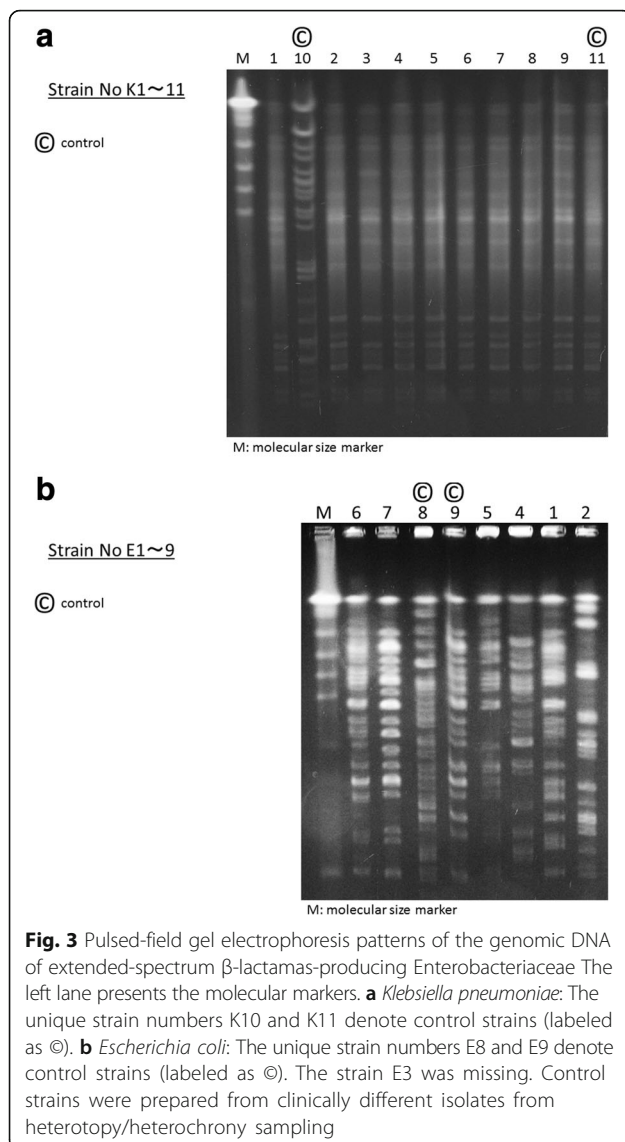 a
© ©
M 1 10 2 3 4 5 6 7 8 9 11
Strain No K1～11
© control
M: molecular size marker
b
© ©
M 6 7 8 9 5 4 1 2
Strain No E1～9
© control
M: molecular size marker
Fig. 3 Pulsed-field gel electrophoresis patterns of the genomic DNA
of extended-spectrum β-lactamas-producing Enterobacteriaceae The
left lane presents the molecular markers. a Klebsiella pneumoniae: The
unique strain numbers K10 and K11 denote control strains (labeled
as ©). b Escherichia coli: The unique strain numbers E8 and E9 denote
control strains (labeled as ©). The strain E3 was missing. Control
strains were prepared from clinically different isolates from
heterotopy/heterochrony sampling